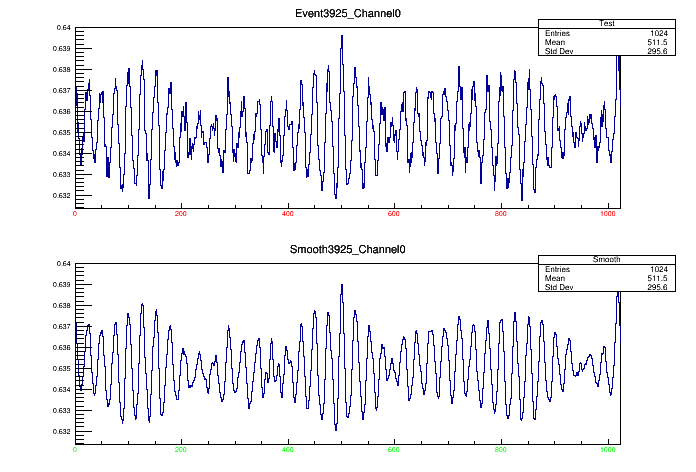 Event3925_Channel0
Test
Entries 1024
Mean 511.5
Std Dev 295.6
0.64
0.639
0.638
0.637
0.636
0.635
0.634
0.633
0.632
0 200 400 600 800 1000
Smooth3925_Channel0
Smooth
Entries 1024
Mean 511.5
Std Dev 295.6
0.64
0.639
0.638
0.637
0.636
0.635
0.634
0.633
0.632
0 200 400 600 800 1000